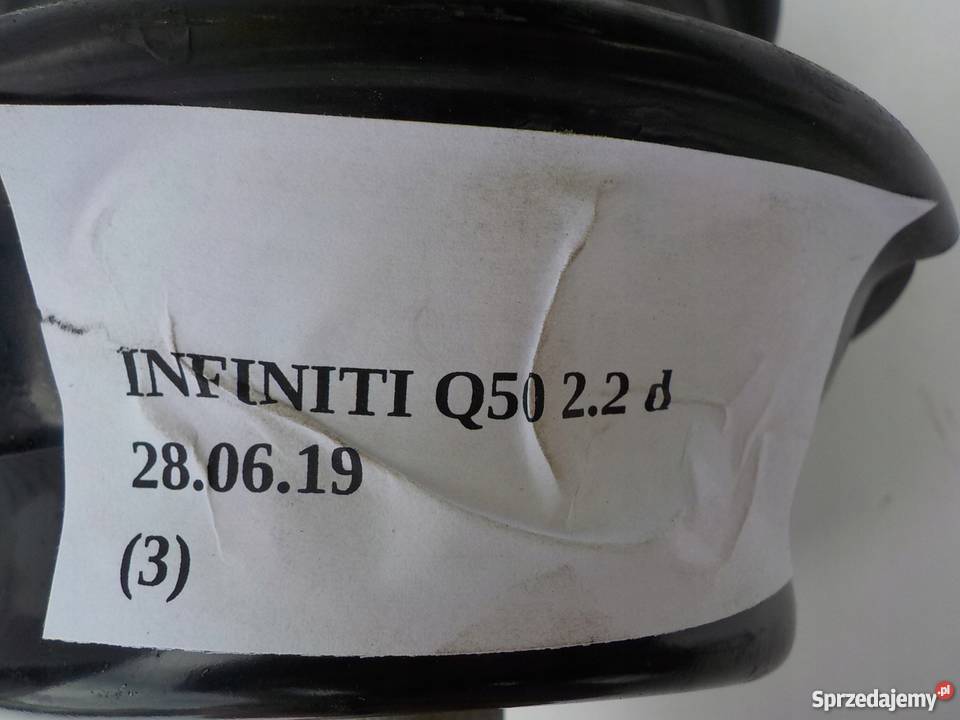 INFINITI Q50 2.2 d
28.06.19
(3)
Sprzedajemy.pl